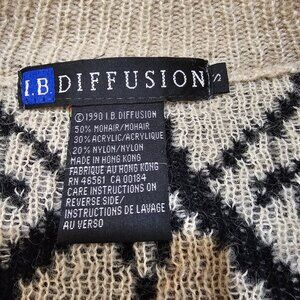 I.B. DIFFUSION
S
©1990 I.B. DIFFUSION
50% MOHAIR/MOHAIR
30% ACRYLIC/ACRYLIQUE
20% NYLON/NYLON
MADE IN HONG KONG
FABRIQUE AU HONG KONG
RN 46561 CA 00184
CARE INSTRUCTIONS ON
REVERSE SIDE/
INSTRUCTIONS DE LAVAGE
AU VERSO